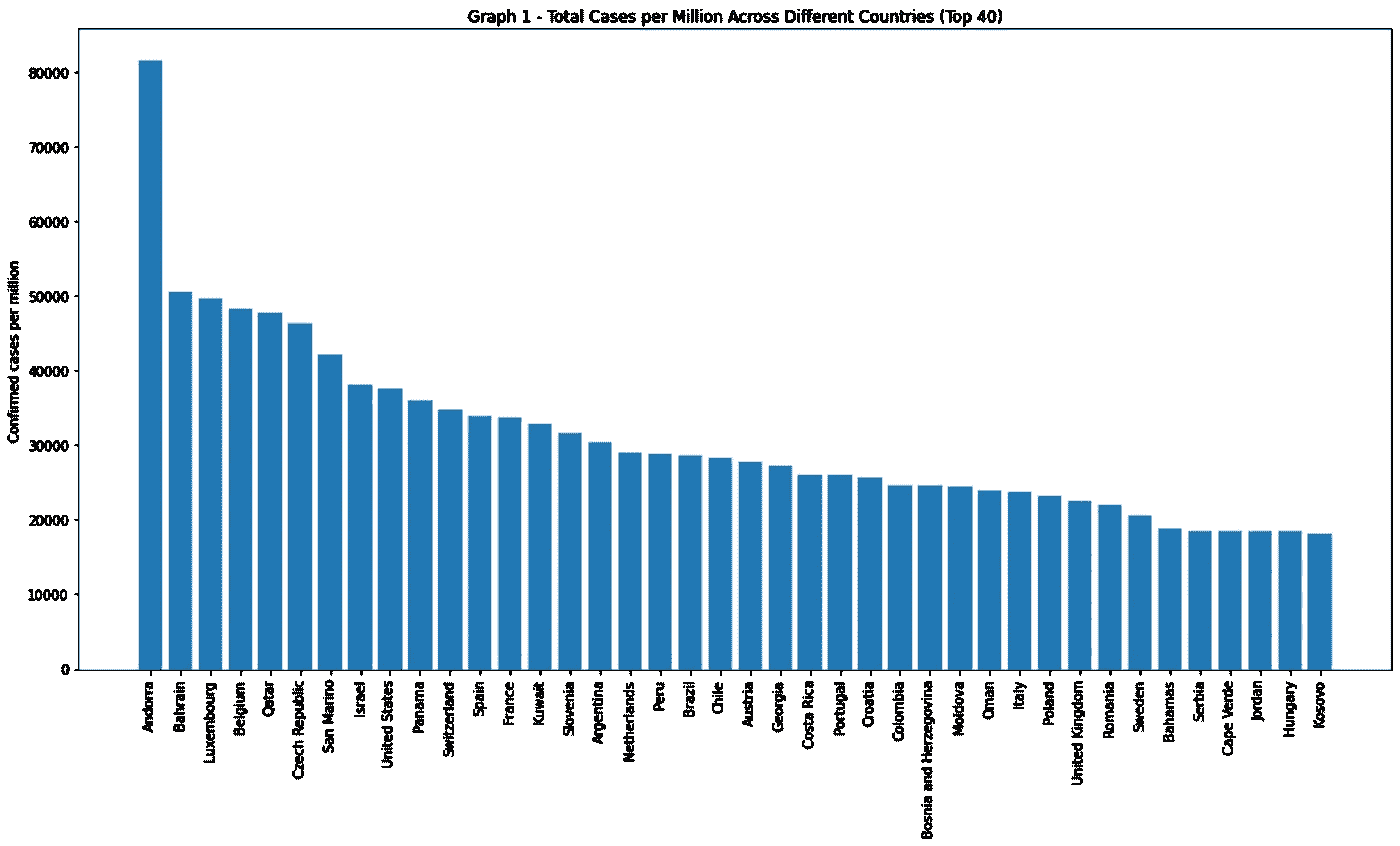 Graph 1 - Total Cases per Million Across Different Countries (Top 40)
Confirmed cases per million
80000
70000
60000
50000
40000
30000
20000
10000
0
Andorra
Bahrain
Luxembourg
Belgium
Qatar
Czech Republic
San Marino
Israel
United States
Panama
Switzerland
Spain
France
Kuwait
Slovenia
Argentina
Netherlands
Peru
Brazil
Chile
Austria
Georgia
Costa Rica
Portugal
Croatia
Colombia
Bosnia and Herzegovina
Moldova
Oman
Italy
Poland
United Kingdom
Romania
Sweden
Bahamas
Serbia
Cape Verde
Jordan
Hungary
Kosovo